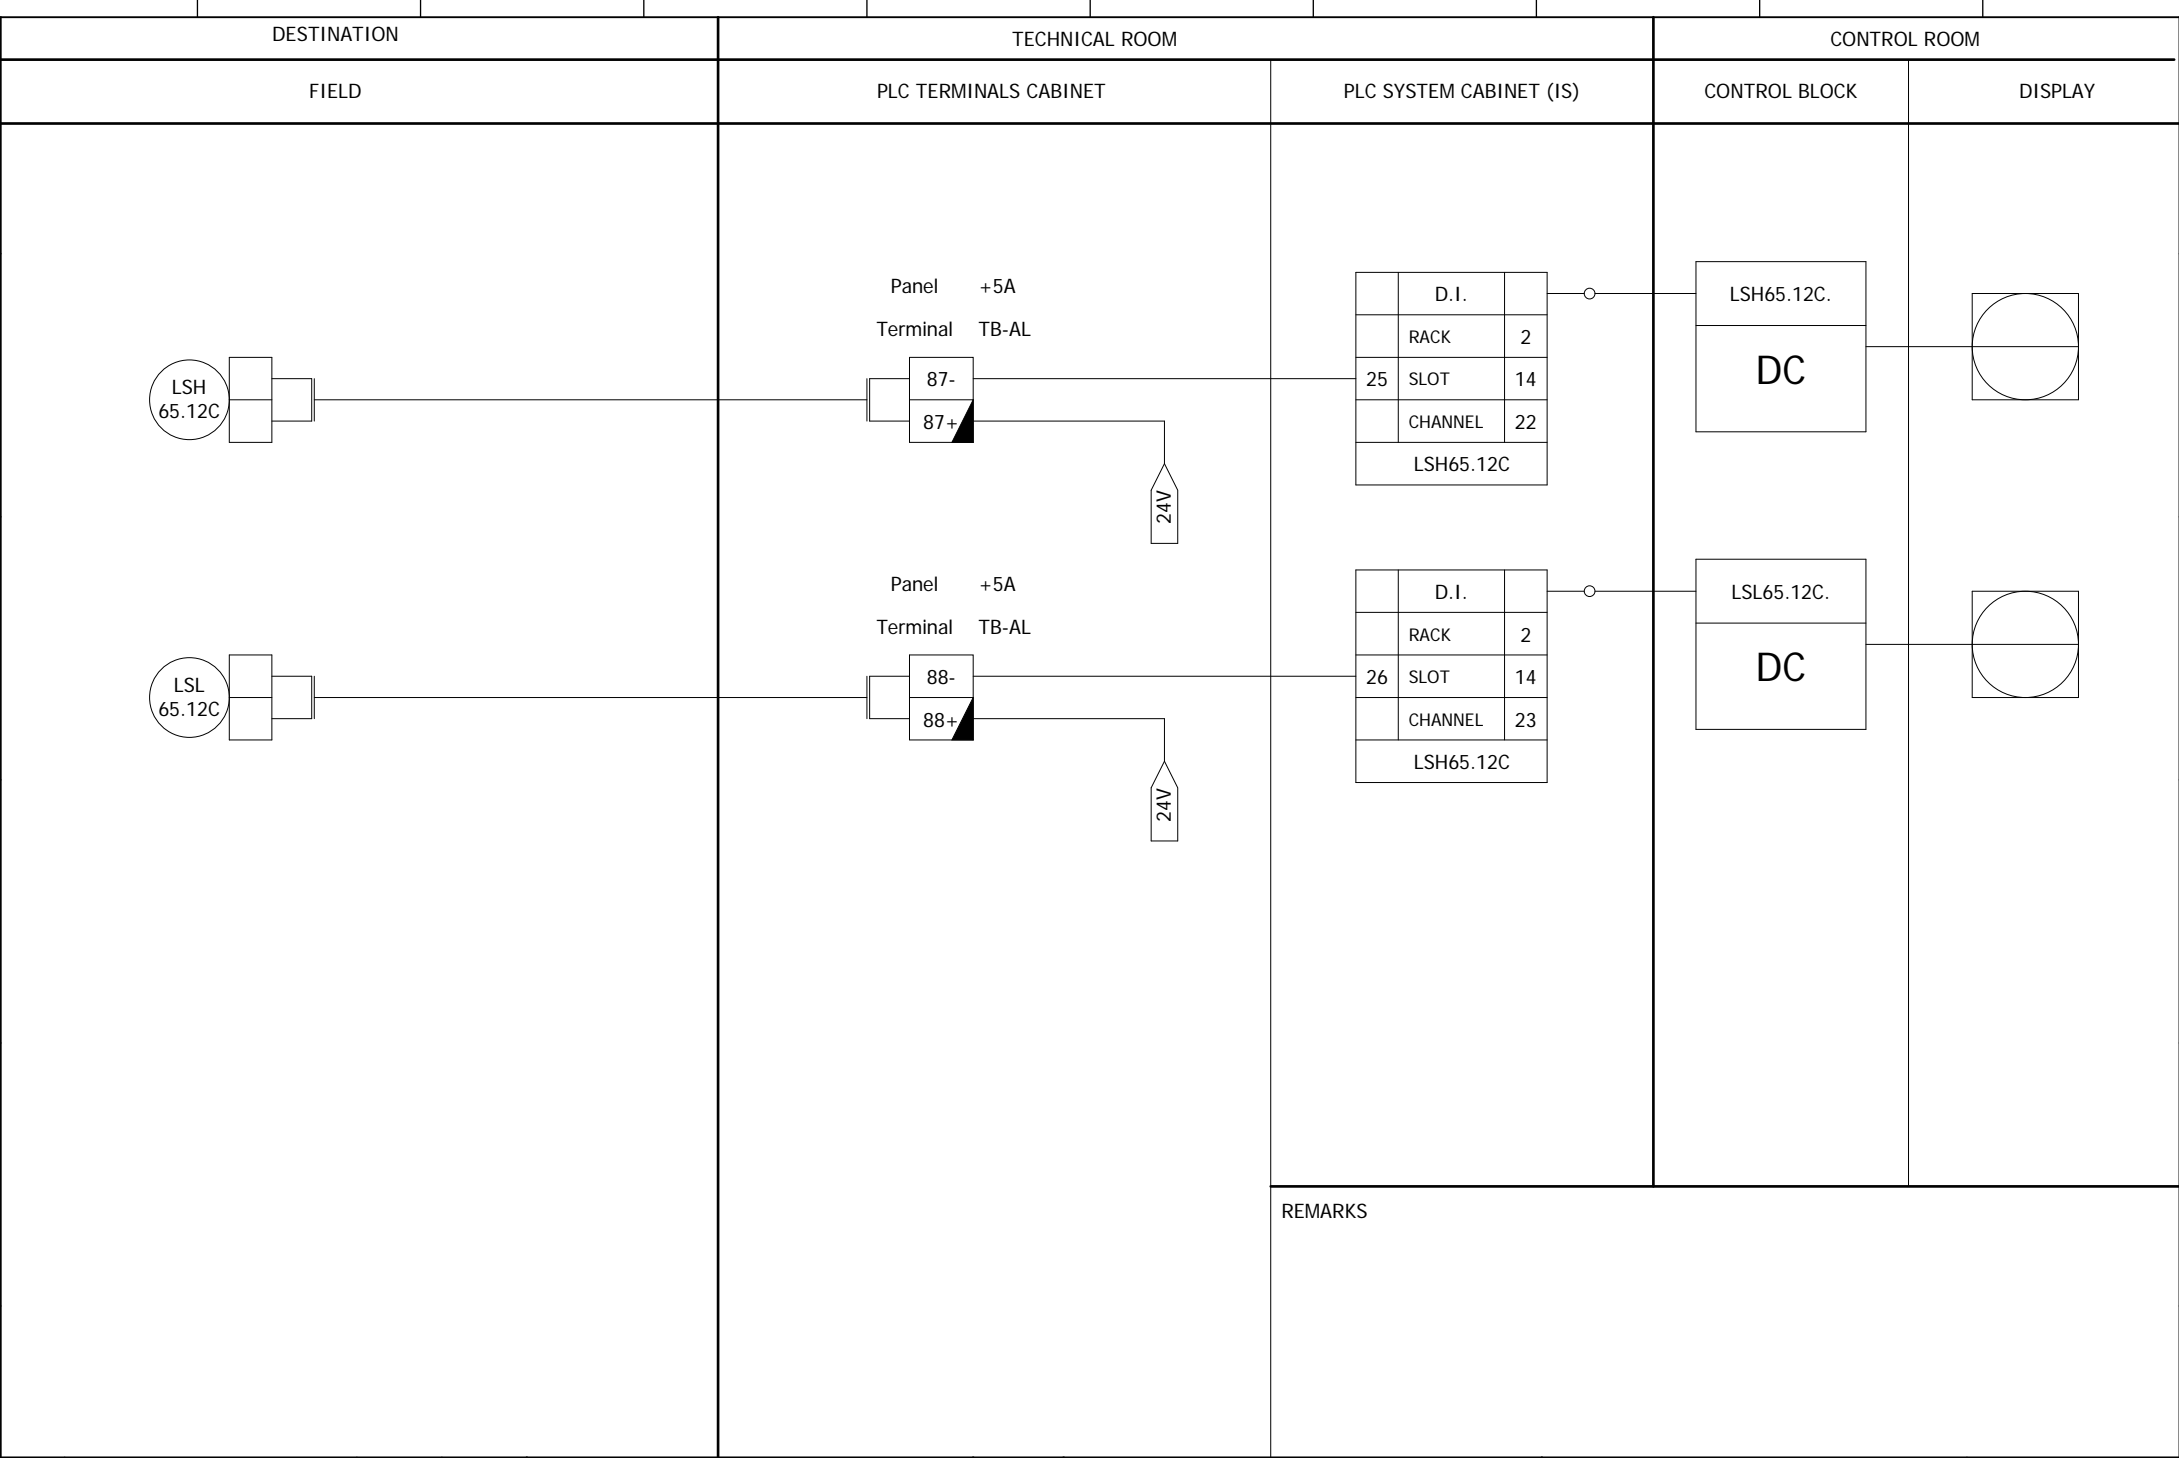 DESTINATION
TECHNICAL ROOM
CONTROL ROOM
FIELD
PLC TERMINALS CABINET
PLC SYSTEM CABINET (IS)
CONTROL BLOCK
DISPLAY
LSH
65.12C
Panel +5A
Terminal TB-AL
87-
87+
24V
D.I.
RACK 2
25 SLOT 14
CHANNEL 22
LSH65.12C
LSH65.12C.
DC
LSL
65.12C
Panel +5A
Terminal TB-AL
88-
88+
24V
D.I.
RACK 2
26 SLOT 14
CHANNEL 23
LSH65.12C
LSL65.12C.
DC
REMARKS